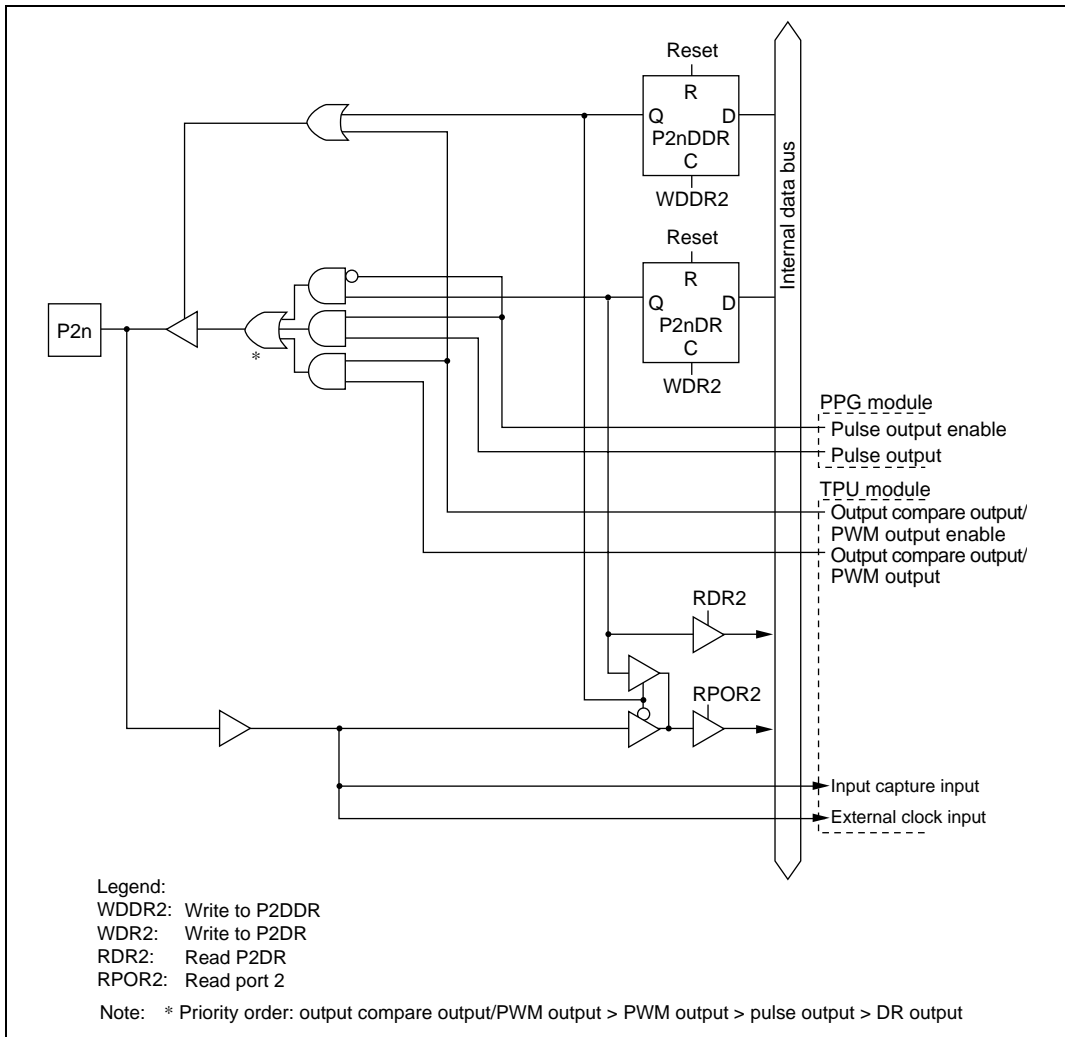 Reset
R
Q D
P2nDDR
C
WDDR2
Internal data bus
Reset
R
Q D
P2nDR
C
WDR2
P2n
*
PPG module
Pulse output enable
Pulse output
TPU module
Output compare output/
PWM output enable
Output compare output/
PWM output
RDR2
RPOR2
Input capture input
External clock input
Legend:
WDDR2: Write to P2DDR
WDR2: Write to P2DR
RDR2: Read P2DR
RPOR2: Read port 2
Note: * Priority order: output compare output/PWM output > PWM output > pulse output > DR output